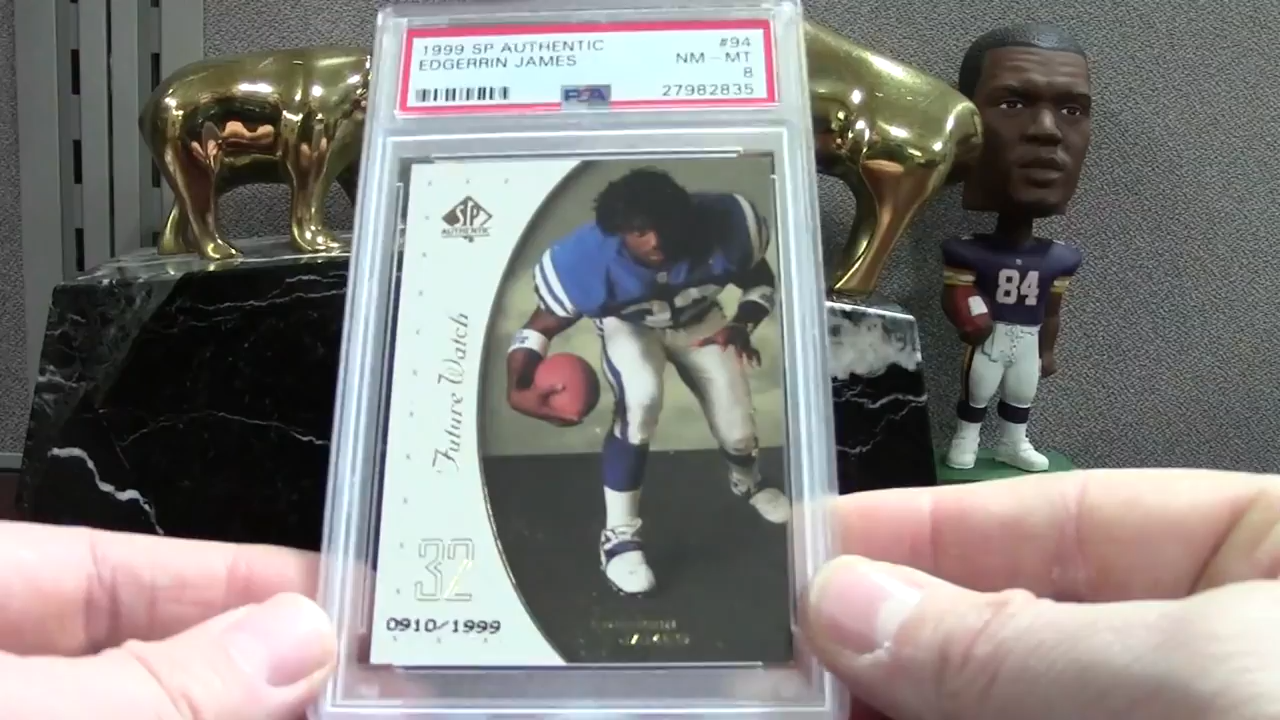 1999 SP AUTHENTIC #94
EDGERRIN JAMES NM - MT
8
PSA 27982835
SP
AUTHENTIC
Future Watch
32
0910/1999
JAMES
84